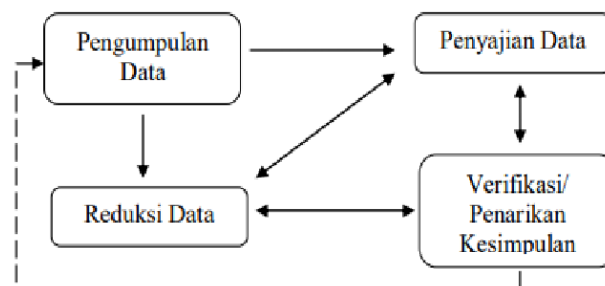 Pengumpulan
Data
Penyajian Data
Reduksi Data
Verifikasi/
Penarikan
Kesimpulan